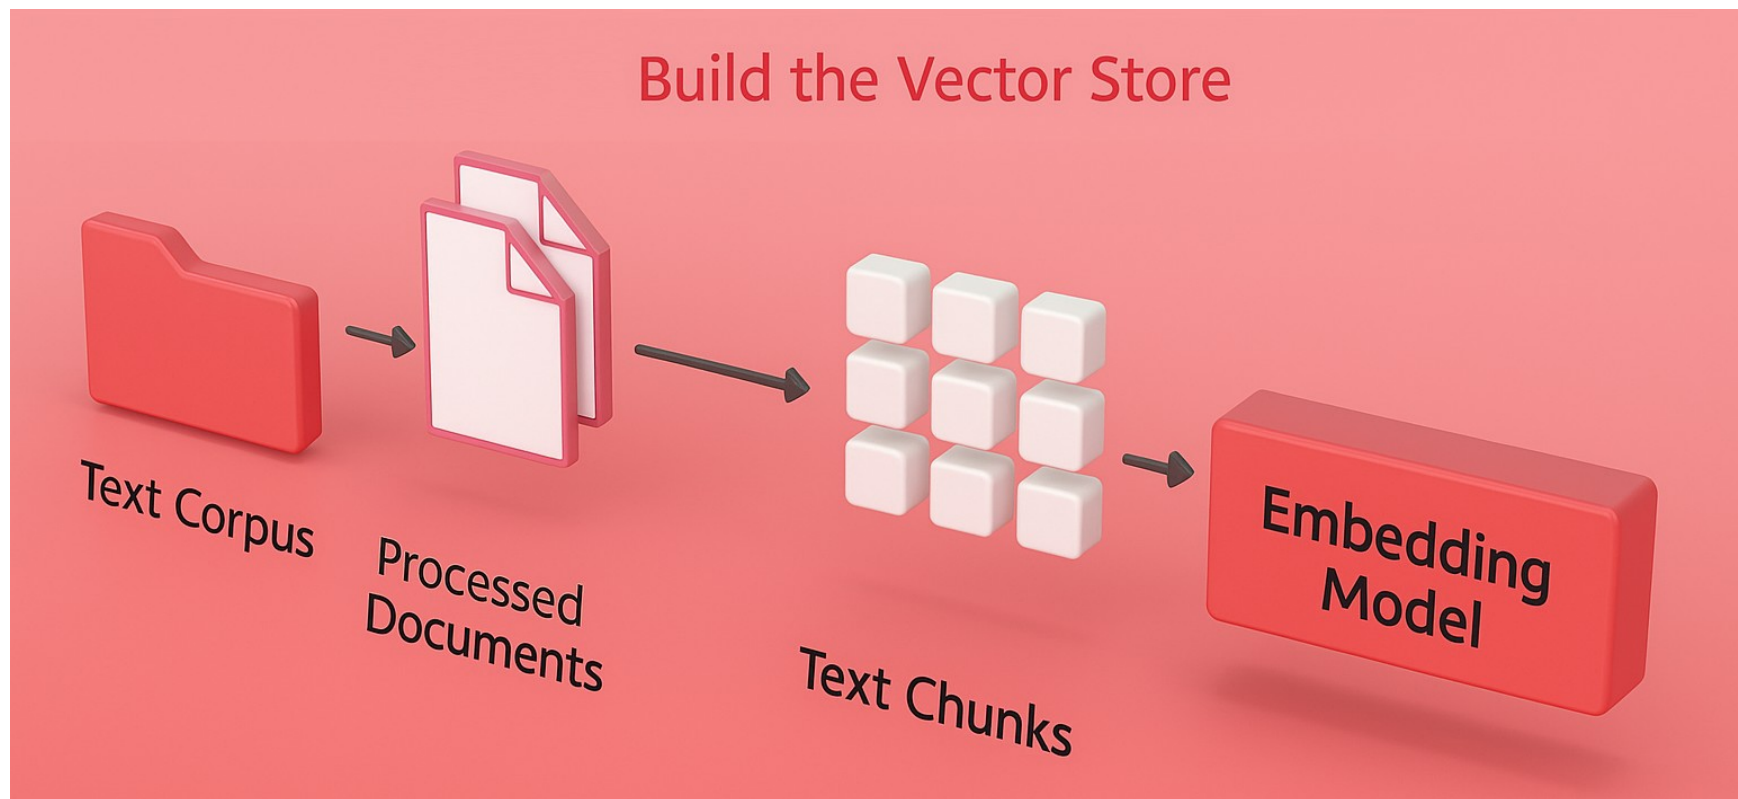 Build the Vector Store
Text Corpus
Processed
Documents
Text Chunks
Embedding
Model